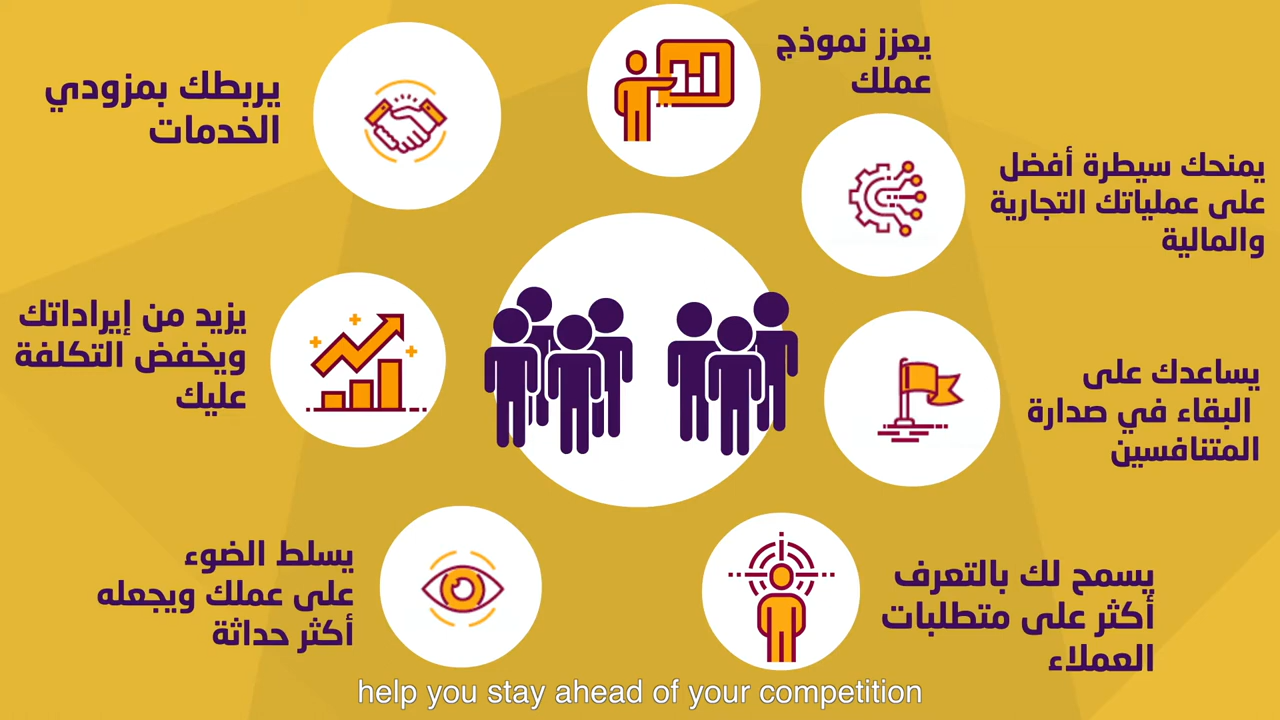 يعزز نموذج
عملك
يمنحك سيطرة أفضل
على عملياتك التجارية
والمالية
يساعدك على
البقاء في صدارة
المتنافسين
يسمح لك بالتعرف
أكثر على متطلبات
العملاء
يسلط الضوء
على عملك ويجعله
أكثر حداثة
يزيد من إيراداتك
ويخفض التكلفة
عليك
يربطك بمزودي
الخدمات
help you stay ahead of your competition